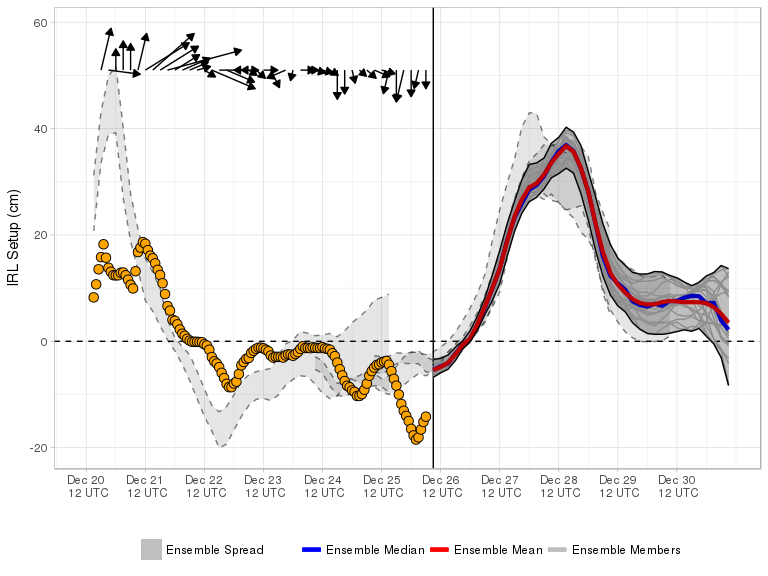 60
40
20
0
-20
IRL Setup (cm)
Dec 20 Dec 21 Dec 22 Dec 23 Dec 24 Dec 25 Dec 26 Dec 27 Dec 28 Dec 29 Dec 30
12 UTC 12 UTC 12 UTC 12 UTC 12 UTC 12 UTC 12 UTC 12 UTC 12 UTC 12 UTC 12 UTC
Ensemble Spread Ensemble Median Ensemble Mean Ensemble Members